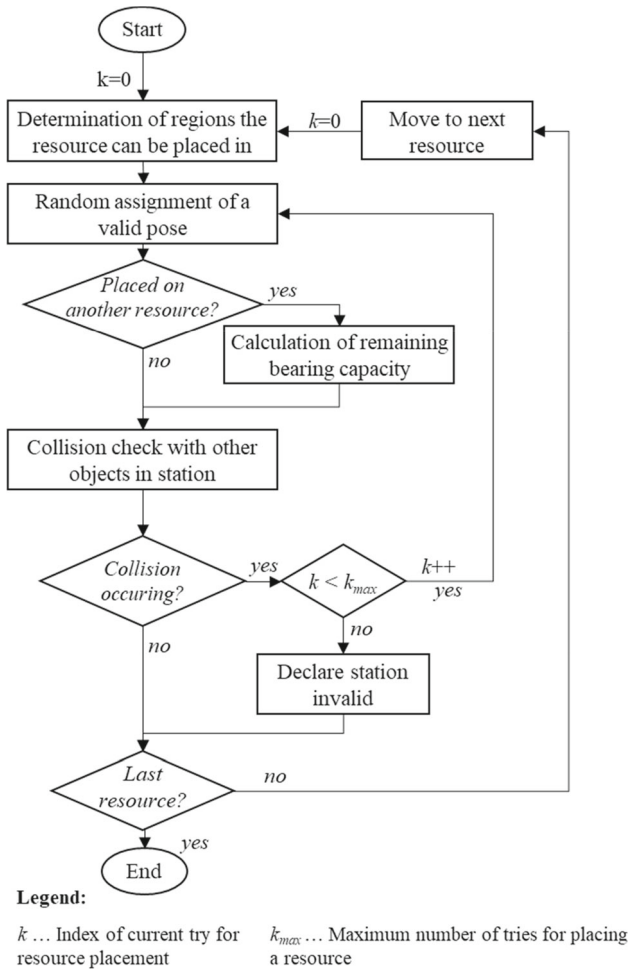 Start
k=0
Determination of regions the
resource can be placed in
k=0
Move to next
resource
Random assignment of a
valid pose
Placed on
another resource?
yes
Calculation of remaining
bearing capacity
no
Collision check with other
objects in station
Collision
occuring?
yes
k < kmax
k++
yes
no
no
Declare station
invalid
Last
resource?
no
yes
End
Legend:
k … Index of current try for
resource placement
kmax … Maximum number of tries for placing
a resource